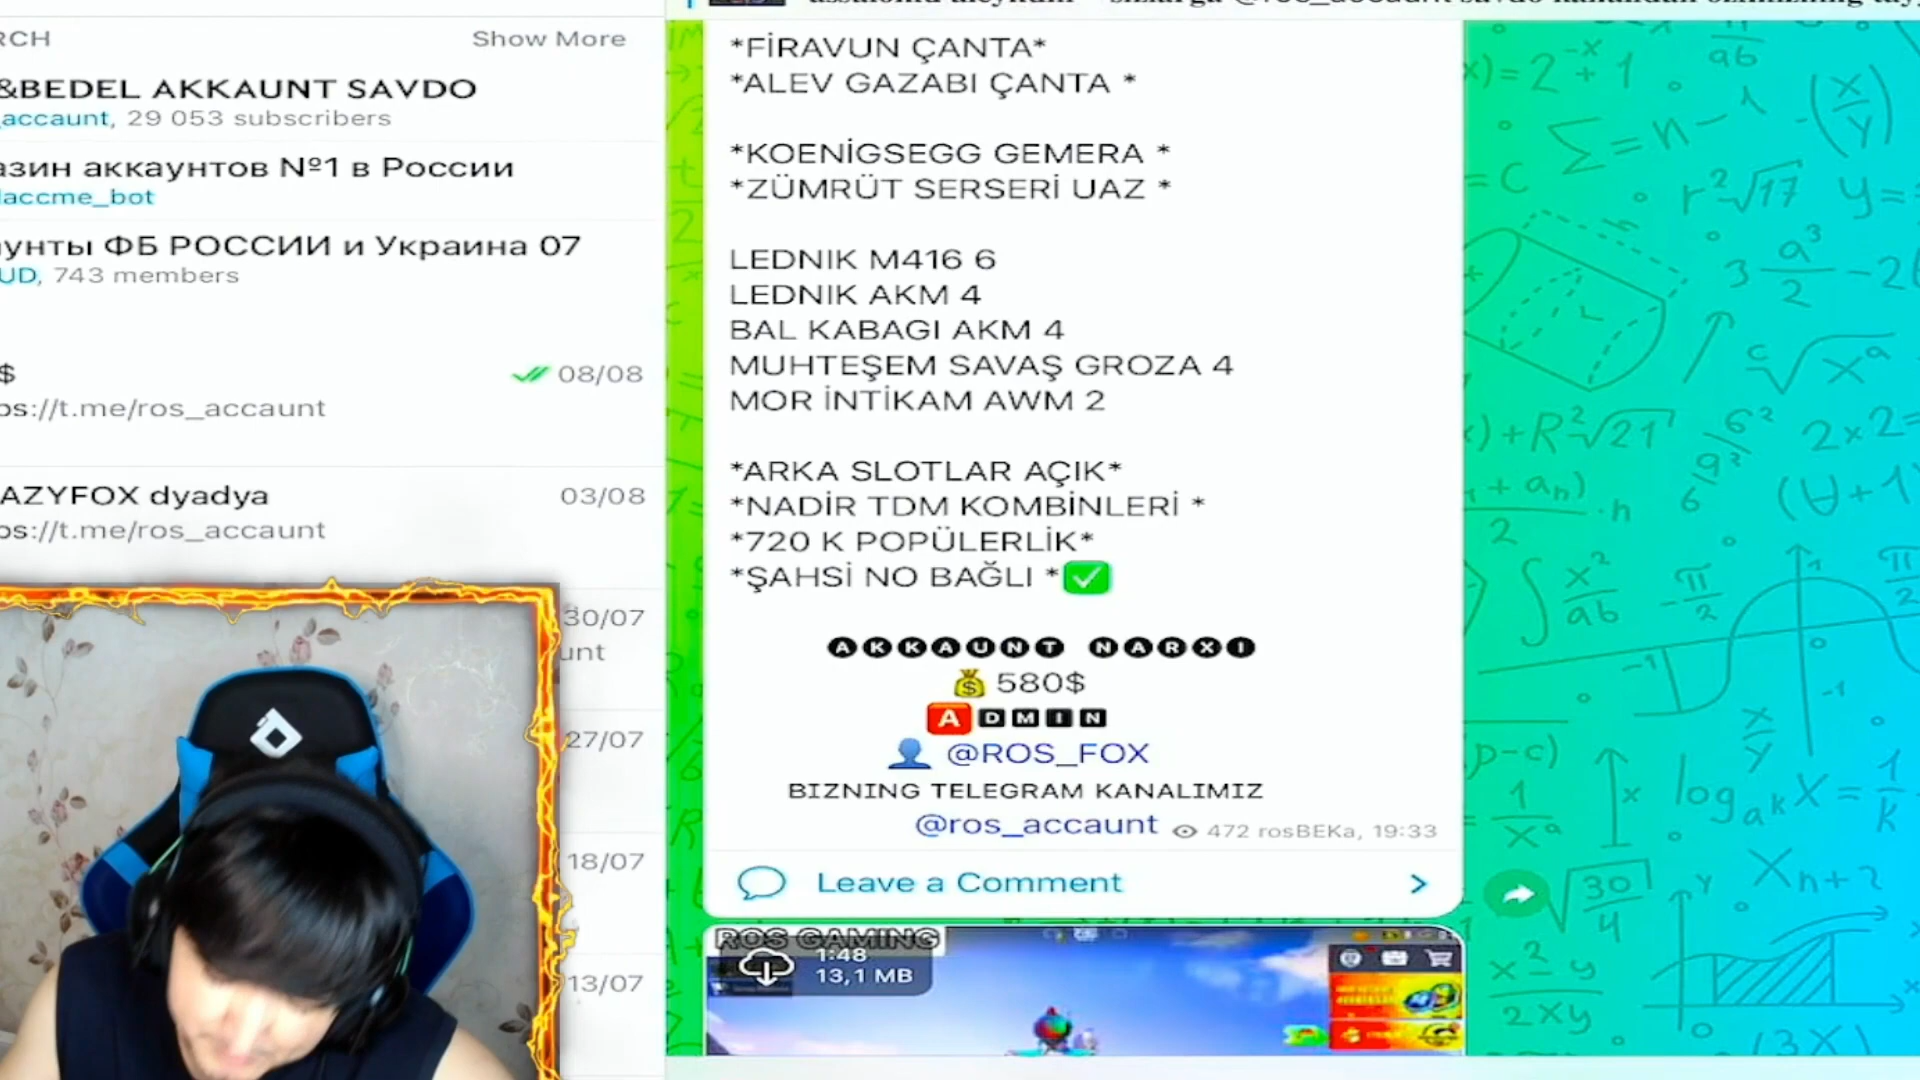 Show More
&BEDEL AKKAUNT SAVDO
accaunt, 29 053 subscribers
азин аккаунтов №1 в России
laccme_bot
унты ФБ РОССИИ и Украина 07
UD, 743 members
$
08/08
ps://t.me/ros_accaunt
AZYFOX dyadya
03/08
ps://t.me/ros_accaunt
30/07
unt
27/07
18/07
13/07
*FİRAVUN ÇANTA*
*ALEV GAZABI ÇANTA *
*KOENİGSEGG GEMERA *
*ZÜMRÜT SERSERİ UAZ *
LEDNIK M416 6
LEDNIK AKM 4
BAL KABAGI AKM 4
MUHTEŞEM SAVAŞ GROZA 4
MOR İNTİKAM AWM 2
*ARKA SLOTLAR AÇIK*
*NADİR TDM KOMBİNLERİ *
*720 K POPÜLERLİK*
*ŞAHSİ NO BAĞLI *✅
🅐🅚🅚🅐🅤🅝🅣 🅝🅐🅡🅧🅘
💰 580$
🅰🅳🅼🅸🅽
👤 @ROS_FOX
BIZNING TELEGRAM KANALIMIZ
@ros_accaunt 472 rosBEKa, 19:33
Leave a Comment
ROS GAMING
1:48
13,1 MB